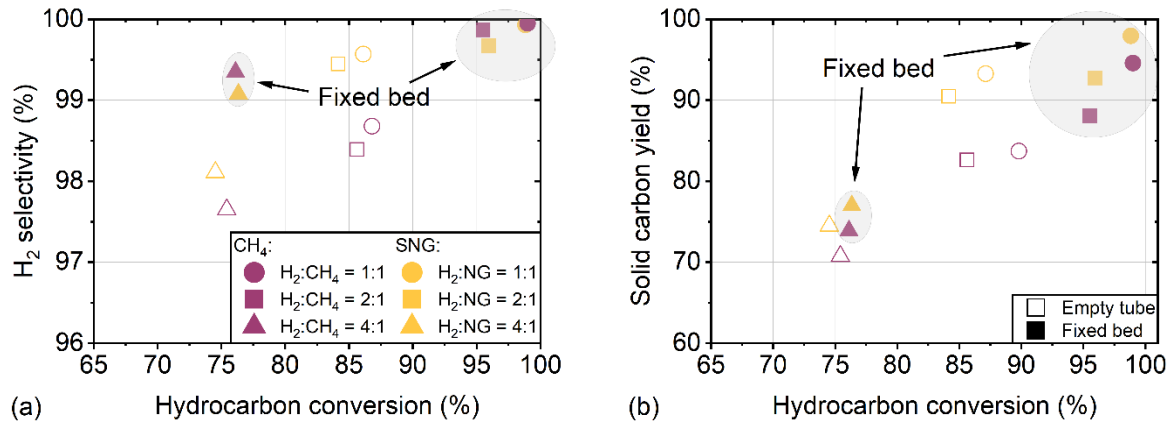 100
99
98
97
96
H₂ selectivity (%)
Fixed bed
CH₄: SNG:
H₂:CH₄ = 1:1 H₂:NG = 1:1
H₂:CH₄ = 2:1 H₂:NG = 2:1
H₂:CH₄ = 4:1 H₂:NG = 4:1
65 70 75 80 85 90 95 100
(a) Hydrocarbon conversion (%)
100
90
80
70
60
Solid carbon yield (%)
Fixed bed
Empty tube
Fixed bed
65 70 75 80 85 90 95 100
(b) Hydrocarbon conversion (%)